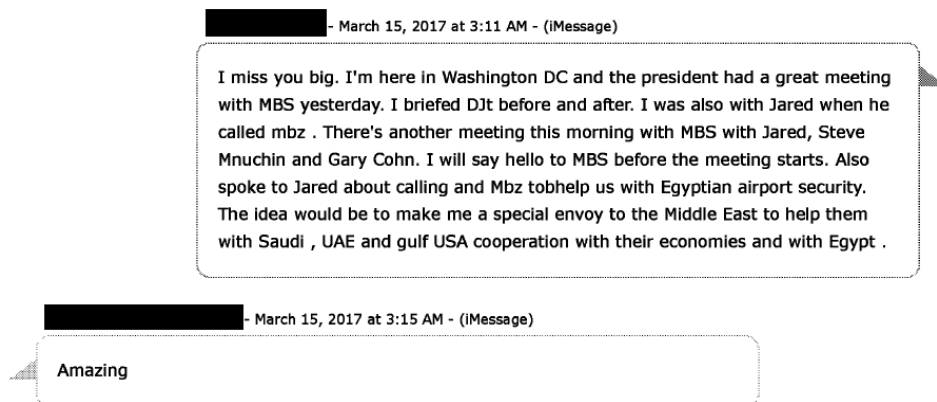 - March 15, 2017 at 3:11 AM - (iMessage)
I miss you big. I'm here in Washington DC and the president had a great meeting
with MBS yesterday. I briefed DJt before and after. I was also with Jared when he
called mbz . There's another meeting this morning with MBS with Jared, Steve
Mnuchin and Gary Cohn. I will say hello to MBS before the meeting starts. Also
spoke to Jared about calling and Mbz tobhelp us with Egyptian airport security.
The idea would be to make me a special envoy to the Middle East to help them
with Saudi , UAE and gulf USA cooperation with their economies and with Egypt .
- March 15, 2017 at 3:15 AM - (iMessage)
Amazing